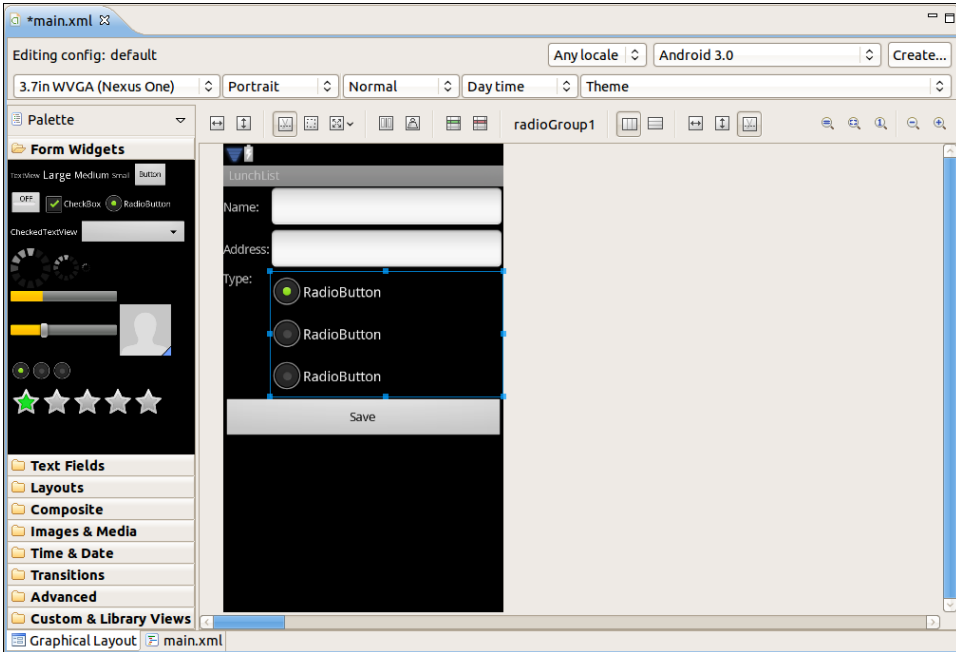 *main.xml
Editing config: default
Any locale
Android 3.0
Create...
3.7in WVGA (Nexus One)
Portrait
Normal
Day time
Theme
Palette
radioGroup1
Form Widgets
TextView Large Medium Small Button
OFF CheckBox RadioButton
CheckedTextView
LunchList
Name:
Address:
Type:
RadioButton
RadioButton
RadioButton
Save
Text Fields
Layouts
Composite
Images & Media
Time & Date
Transitions
Advanced
Custom & Library Views
Graphical Layout
main.xml